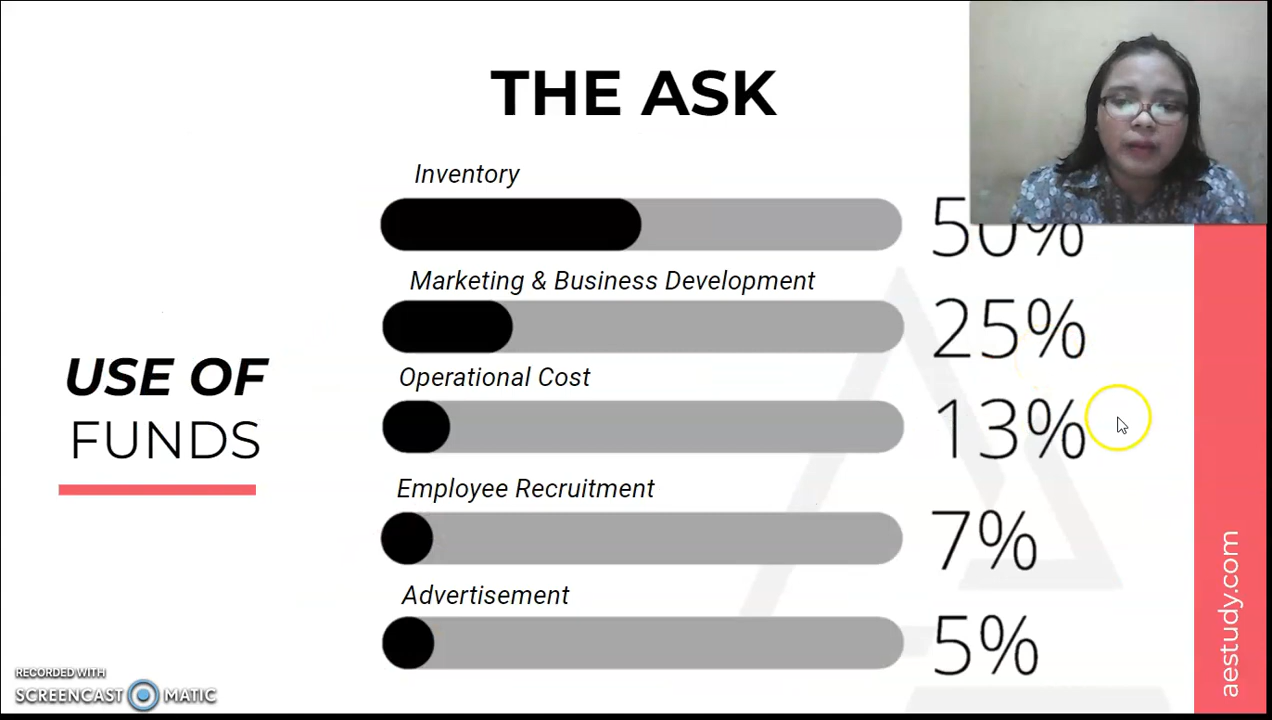 THE ASK
Inventory
50%
Marketing & Business Development
25%
USE OF
FUNDS
Operational Cost
13%
Employee Recruitment
7%
Advertisement
5%
aestudy.com
RECORDED WITH
SCREENCAST MATIC